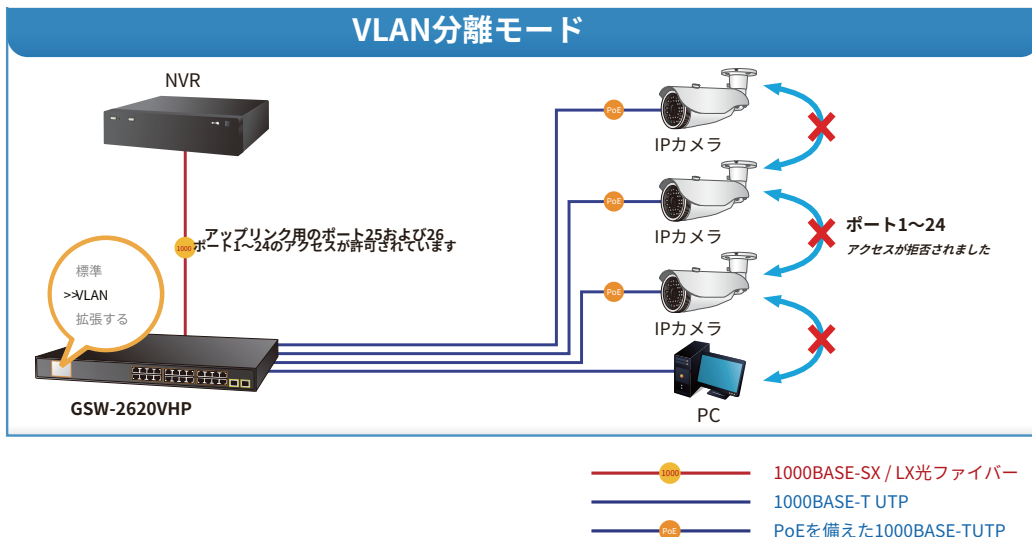 VLAN分離モード
NVR
PoE
IPカメラ
アップリンク用のポート25および26
1000
ポート1〜24のアクセスが許可されています
PoE
IPカメラ
ポート1〜24
アクセスが拒否されました
標準
>>VLAN
拡張する
PoE
IPカメラ
GSW-2620VHP
PC
1000
1000BASE-SX / LX光ファイバー
1000BASE-T UTP
PoE
PoEを備えた1000BASE-TUTP